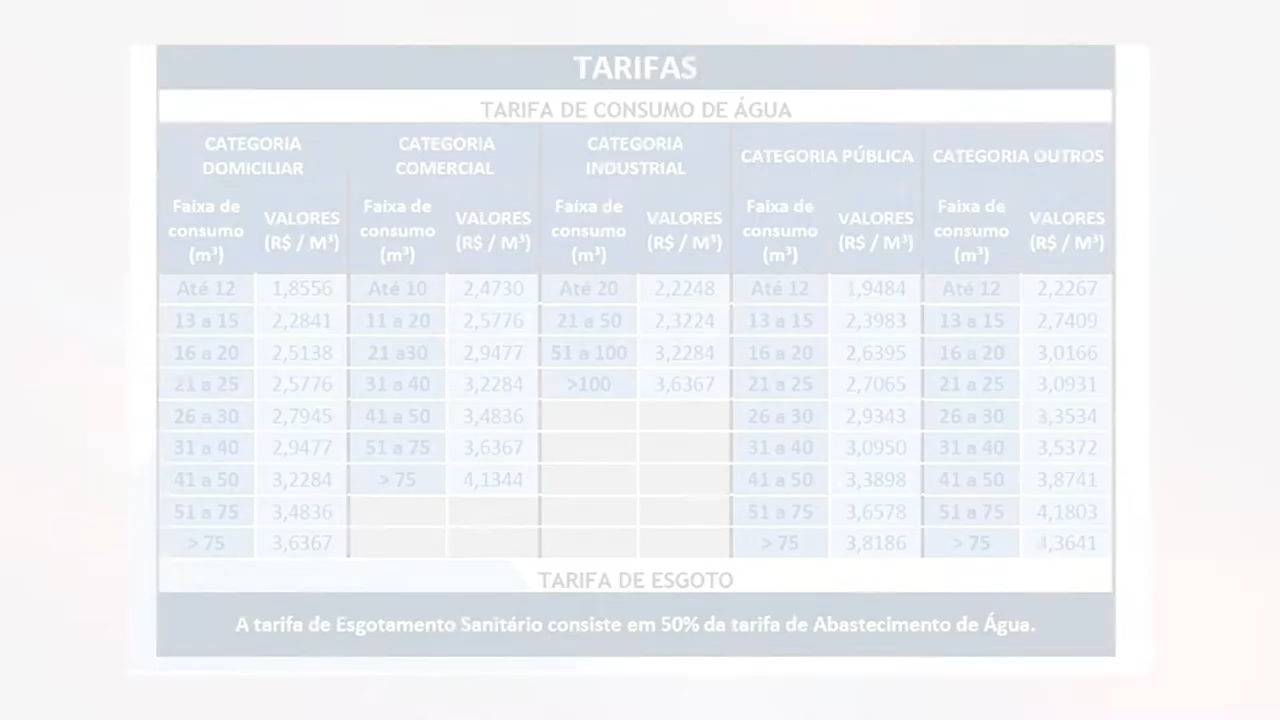 TARIFAS
TARIFA DE CONSUMO DE ÁGUA
CATEGORIA DOMICILIAR CATEGORIA COMERCIAL CATEGORIA INDUSTRIAL CATEGORIA PÚBLICA CATEGORIA OUTROS
Faixa de consumo (m³) VALORES (R$ / M³) Faixa de consumo (m³) VALORES (R$ / M³) Faixa de consumo (m³) VALORES (R$ / M³) Faixa de consumo (m³) VALORES (R$ / M³) Faixa de consumo (m³) VALORES (R$ / M³)
Até 12 1,8556 Até 10 2,4730 Até 20 2,2248 Até 12 1,9484 Até 12 2,2267
13 a 15 2,2841 11 a 20 2,5776 21 a 50 2,3224 13 a 15 2,3983 13 a 15 2,7409
16 a 20 2,5138 21 a30 2,9477 51 a 100 3,2284 16 a 20 2,6395 16 a 20 3,0166
21 a 25 2,5776 31 a 40 3,2284 >100 3,6367 21 a 25 2,7065 21 a 25 3,0931
26 a 30 2,7945 41 a 50 3,4836 26 a 30 2,9343 26 a 30 3,3534
31 a 40 2,9477 51 a 75 3,6367 31 a 40 3,0950 31 a 40 3,5372
41 a 50 3,2284 > 75 4,1344 41 a 50 3,3898 41 a 50 3,8741
51 a 75 3,4836 51 a 75 3,6578 51 a 75 4,1803
> 75 3,6367 > 75 3,8186 > 75 4,3641
TARIFA DE ESGOTO
A tarifa de Esgotamento Sanitário consiste em 50% da tarifa de Abastecimento de Água.